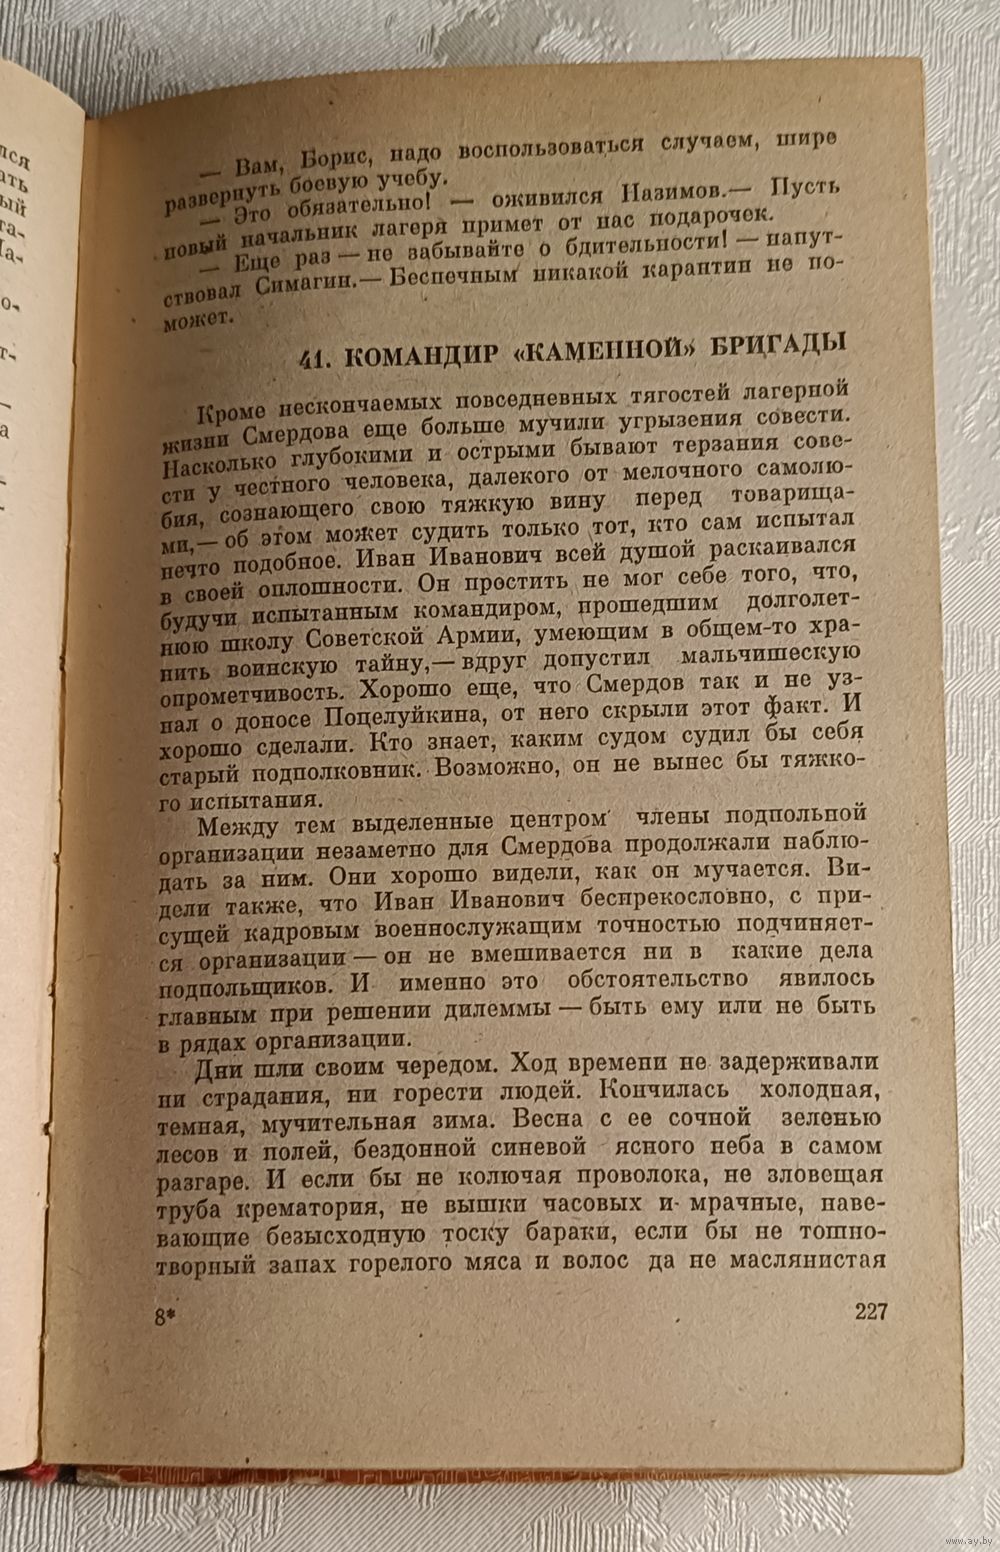 — Вам, Борис, надо воспользоваться случаем, шире
развернуть боевую учебу.
— Это обязательно! — оживился Назимов.— Пусть
новый начальник лагеря примет от нас подарочек.
— Еще раз — не забывайте о бдительности! — напут-
ствовал Симагин.— Беспечным никакой карантин не по-
может.
41. КОМАНДИР «КАМЕННОЙ» БРИГАДЫ
Кроме нескончаемых повседневных тягостей лагерной
жизни Смердова еще больше мучили угрызения совести.
Насколько глубокими и острыми бывают терзания сове-
сти у честного человека, далекого от мелочного самолю-
бия, сознающего свою тяжкую вину перед товарища-
ми,— об этом может судить только тот, кто сам испытал
нечто подобное. Иван Иванович всей душой раскаивался
в своей оплошности. Он простить не мог себе того, что,
будучи испытанным командиром, прошедшим долголет-
нюю школу Советской Армии, умеющим в общем-то хра-
нить воинскую тайну,— вдруг допустил мальчишескую
опрометчивость. Хорошо еще, что Смердов так и не уз-
нал о доносе Поцелуйкина, от него скрыли этот факт. И
хорошо сделали. Кто знает, каким судом судил бы себя
старый подполковник. Возможно, он не вынес бы тяжко-
го испытания.
Между тем выделенные центром члены подпольной
организации незаметно для Смердова продолжали наблю-
дать за ним. Они хорошо видели, как он мучается. Ви-
дели также, что Иван Иванович беспрекословно, с при-
сущей кадровым военнослужащим точностью подчиняет-
ся организации — он не вмешивается ни в какие дела
подпольщиков. И именно это обстоятельство явилось
главным при решении дилеммы — быть ему или не быть
в рядах организации.
Дни шли своим чередом. Ход времени не задерживали
ни страдания, ни горести людей. Кончилась холодная,
темная, мучительная зима. Весна с ее сочной зеленью
лесов и полей, бездонной синевой ясного неба в самом
разгаре. И если бы не колючая проволока, не зловещая
труба крематория, не вышки часовых и мрачные, наве-
вающие безысходную тоску бараки, если бы не тошно-
творный запах горелого мяса и волос да не маслянистая
8*
227
www.ay.by